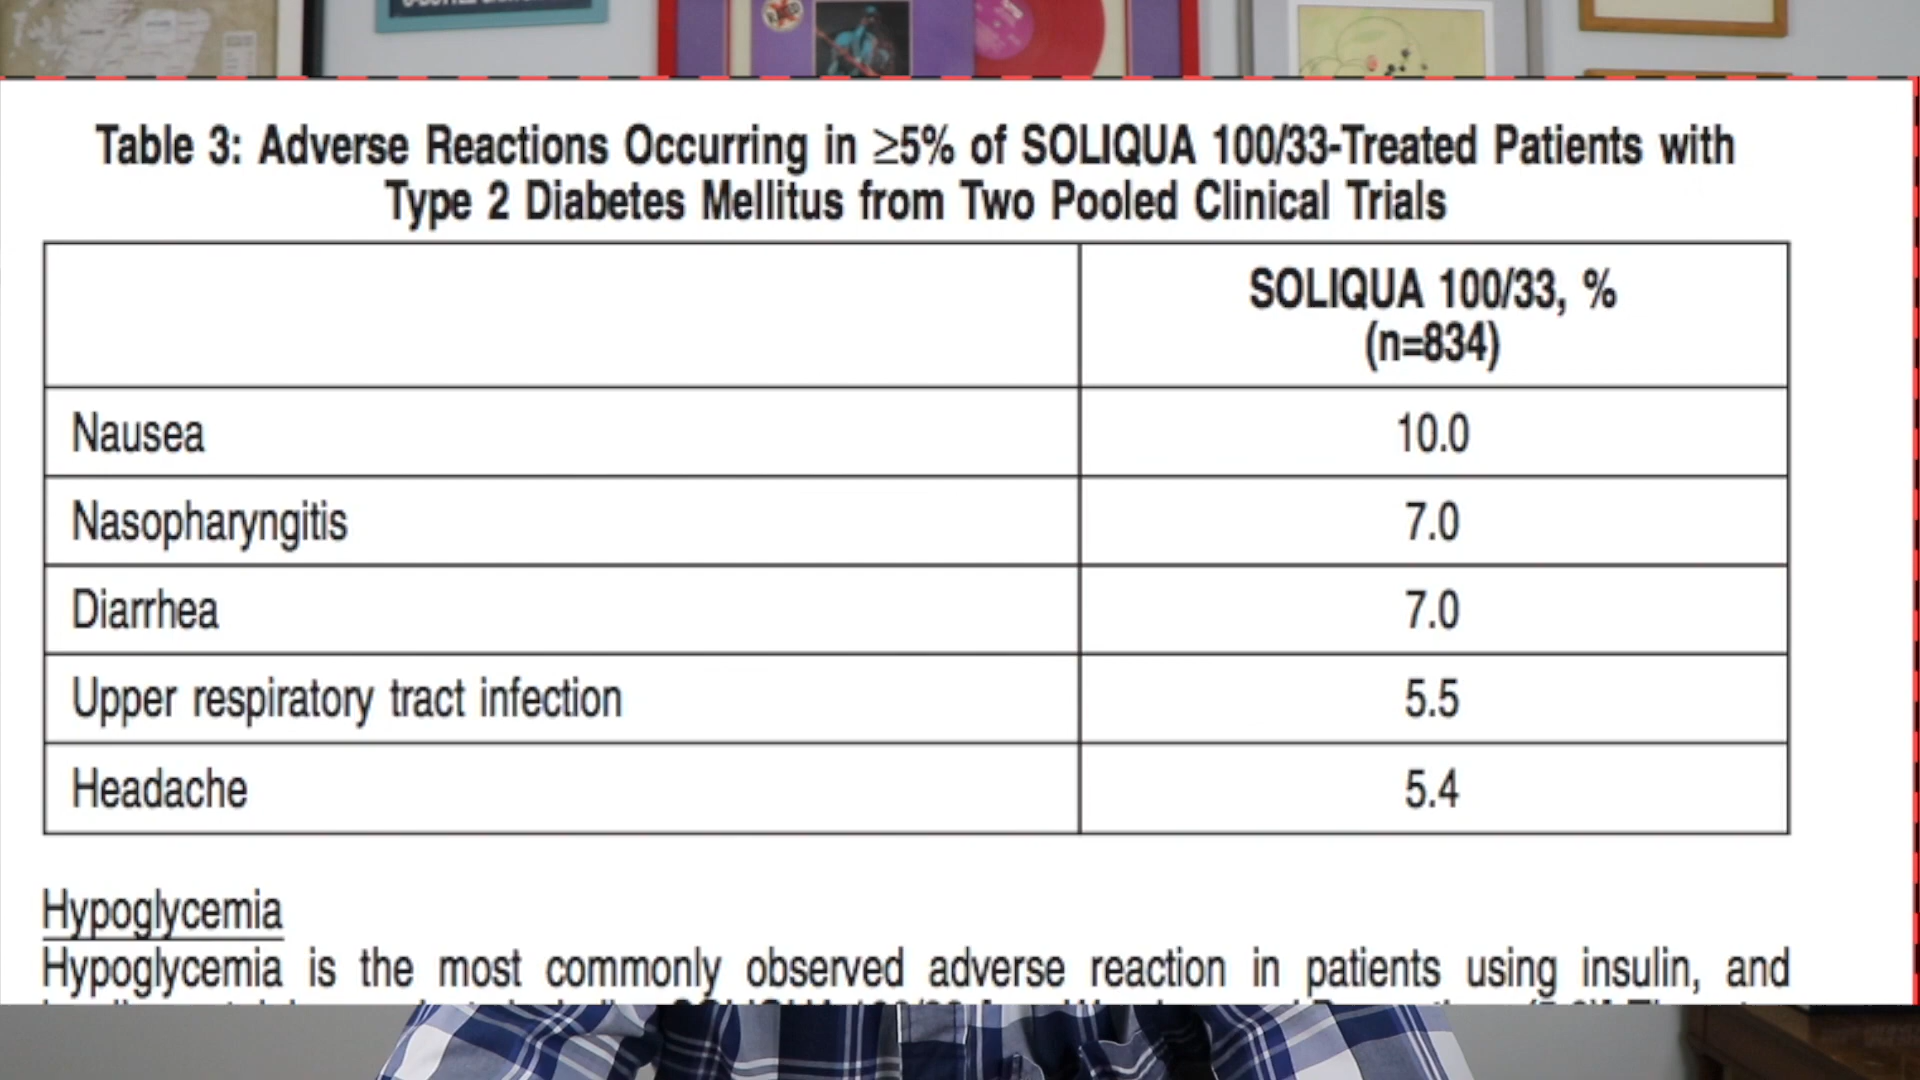 Table 3: Adverse Reactions Occurring in ≥5% of SOLIQUA 100/33-Treated Patients with
Type 2 Diabetes Mellitus from Two Pooled Clinical Trials
SOLIQUA 100/33, %
(n=834)
Nausea 10.0
Nasopharyngitis 7.0
Diarrhea 7.0
Upper respiratory tract infection 5.5
Headache 5.4
Hypoglycemia
Hypoglycemia is the most commonly observed adverse reaction in patients using insulin, and